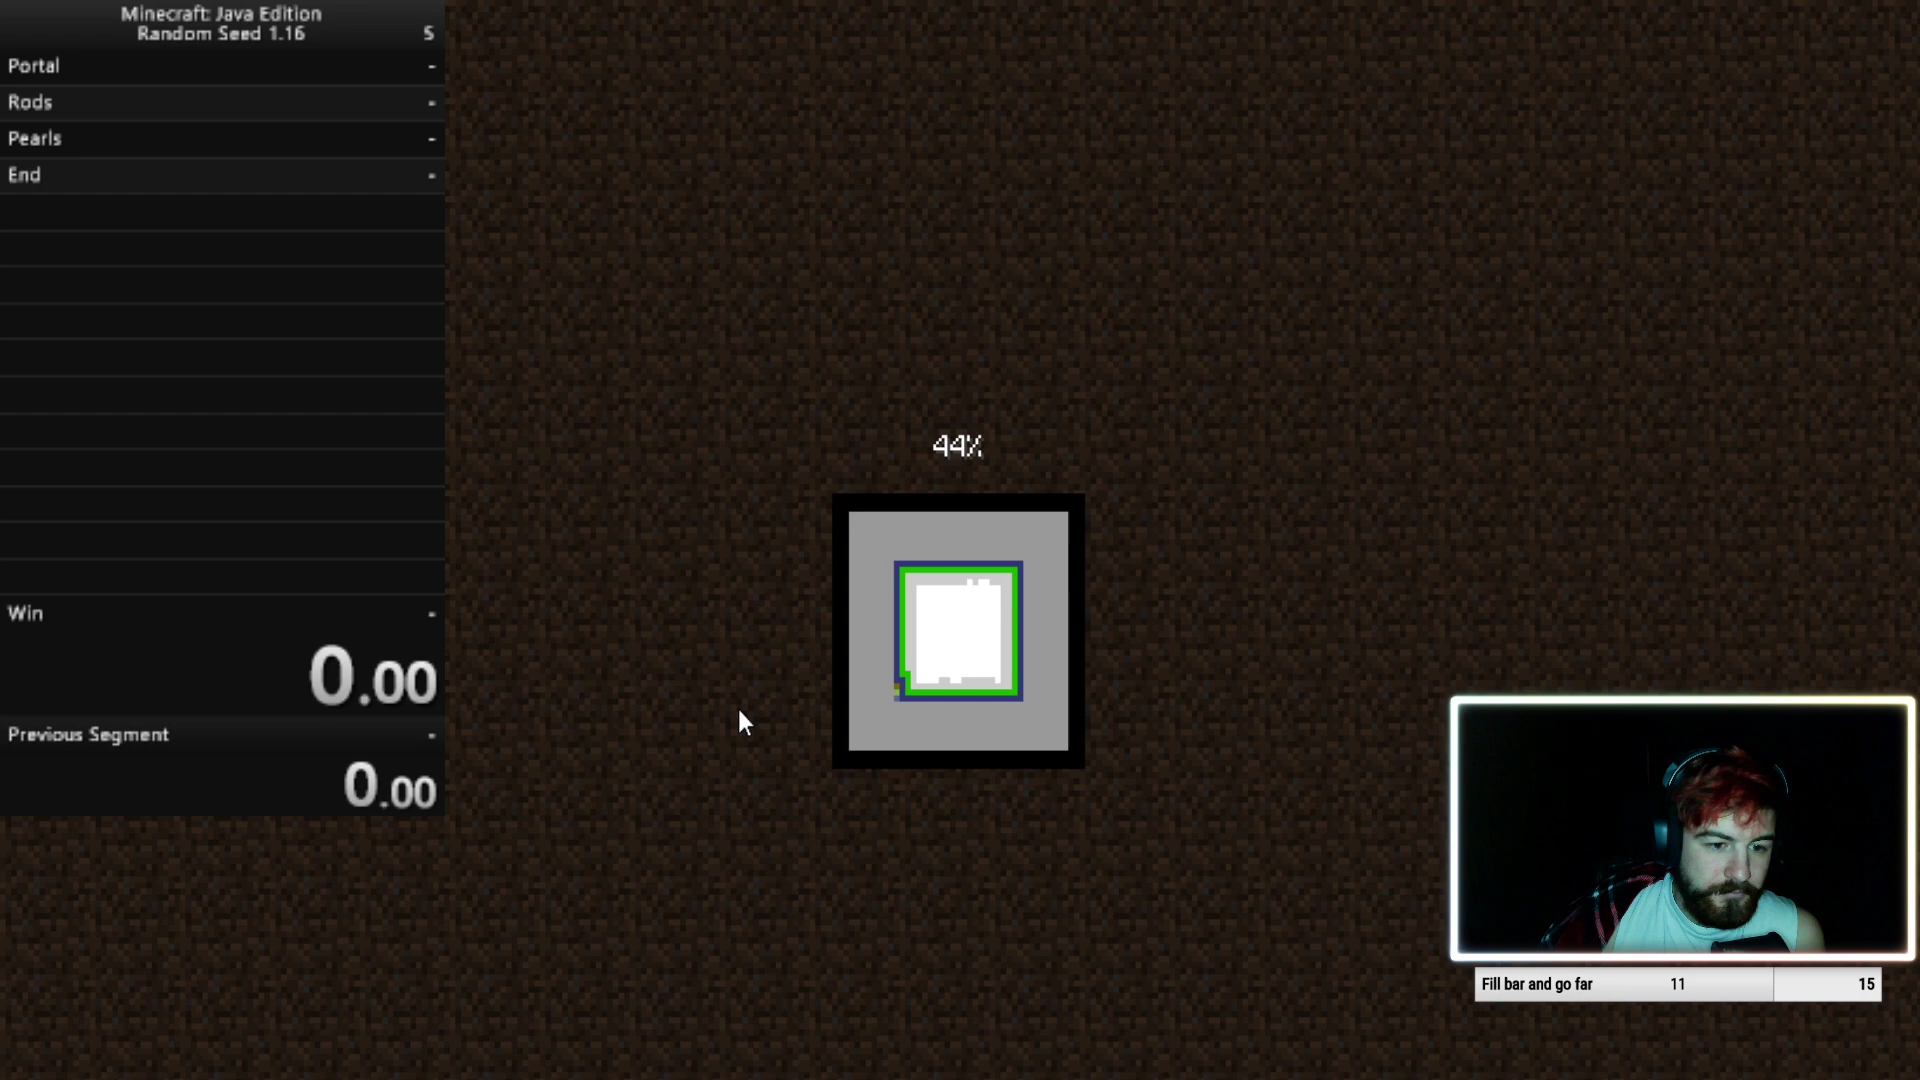 Minecraft: Java Edition
Random Seed 1.16 5
Portal -
Rods -
Pearls -
End -
44%
Win -
0.00
Previous Segment -
0.00
Fill bar and go far 11 15